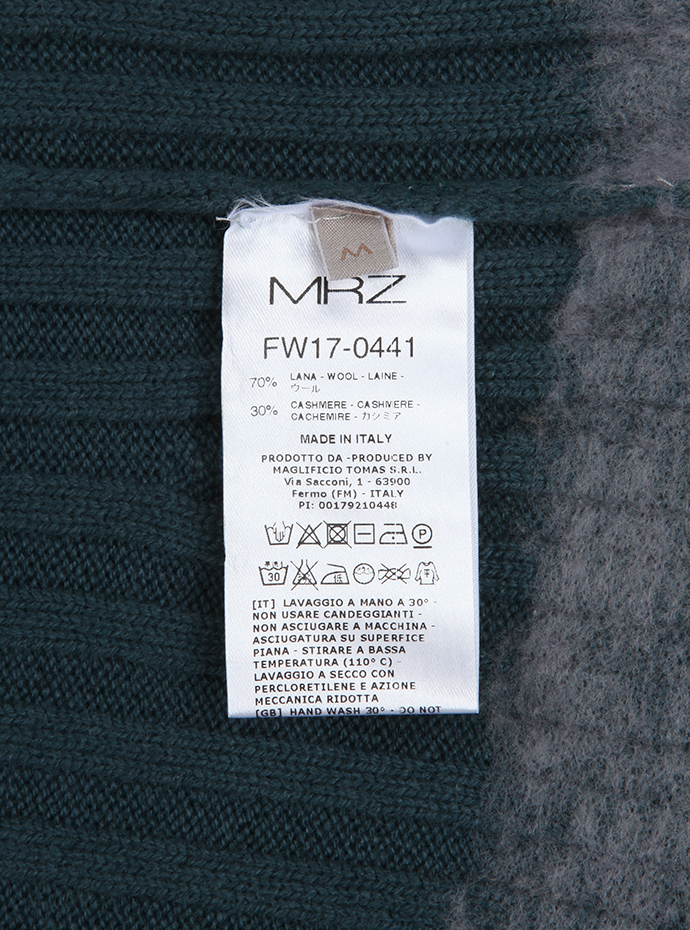 M
MRZ
FW17-0441
70% LANA - WOOL - LAINE -
ウール
30% CASHMERE - CASHMERE -
CACHEMIRE - カシミア
MADE IN ITALY
PRODOTTO DA -PRODUCED BY
MAGLIFICIO TOMAS S.R.L.
Via Sacconi, 1 - 63900
Fermo (FM) - ITALY
PI: 00179210448
P
30 低
[IT] LAVAGGIO A MANO A 30° -
NON USARE CANDEGGIANTI -
NON ASCIUGARE A MACCHINA -
ASCIUGATURA SU SUPERFICE
PIANA - STIRARE A BASSA
TEMPERATURA (110° C) -
LAVAGGIO A SECCO CON
PERCLORETILENE E AZIONE
MECCANICA RIDOTTA
[GB] HAND WASH 30° - DO NOT